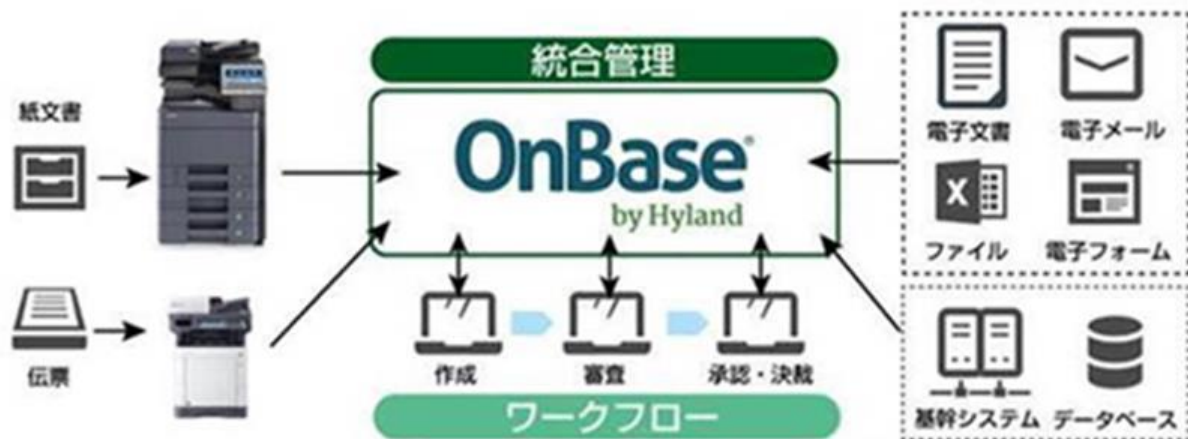 紙文書
伝票
統合管理
OnBase®
by Hyland
作成
審査
承認・決裁
ワークフロー
電子文書
電子メール
X
ファイル
電子フォーム
基幹システム
データベース